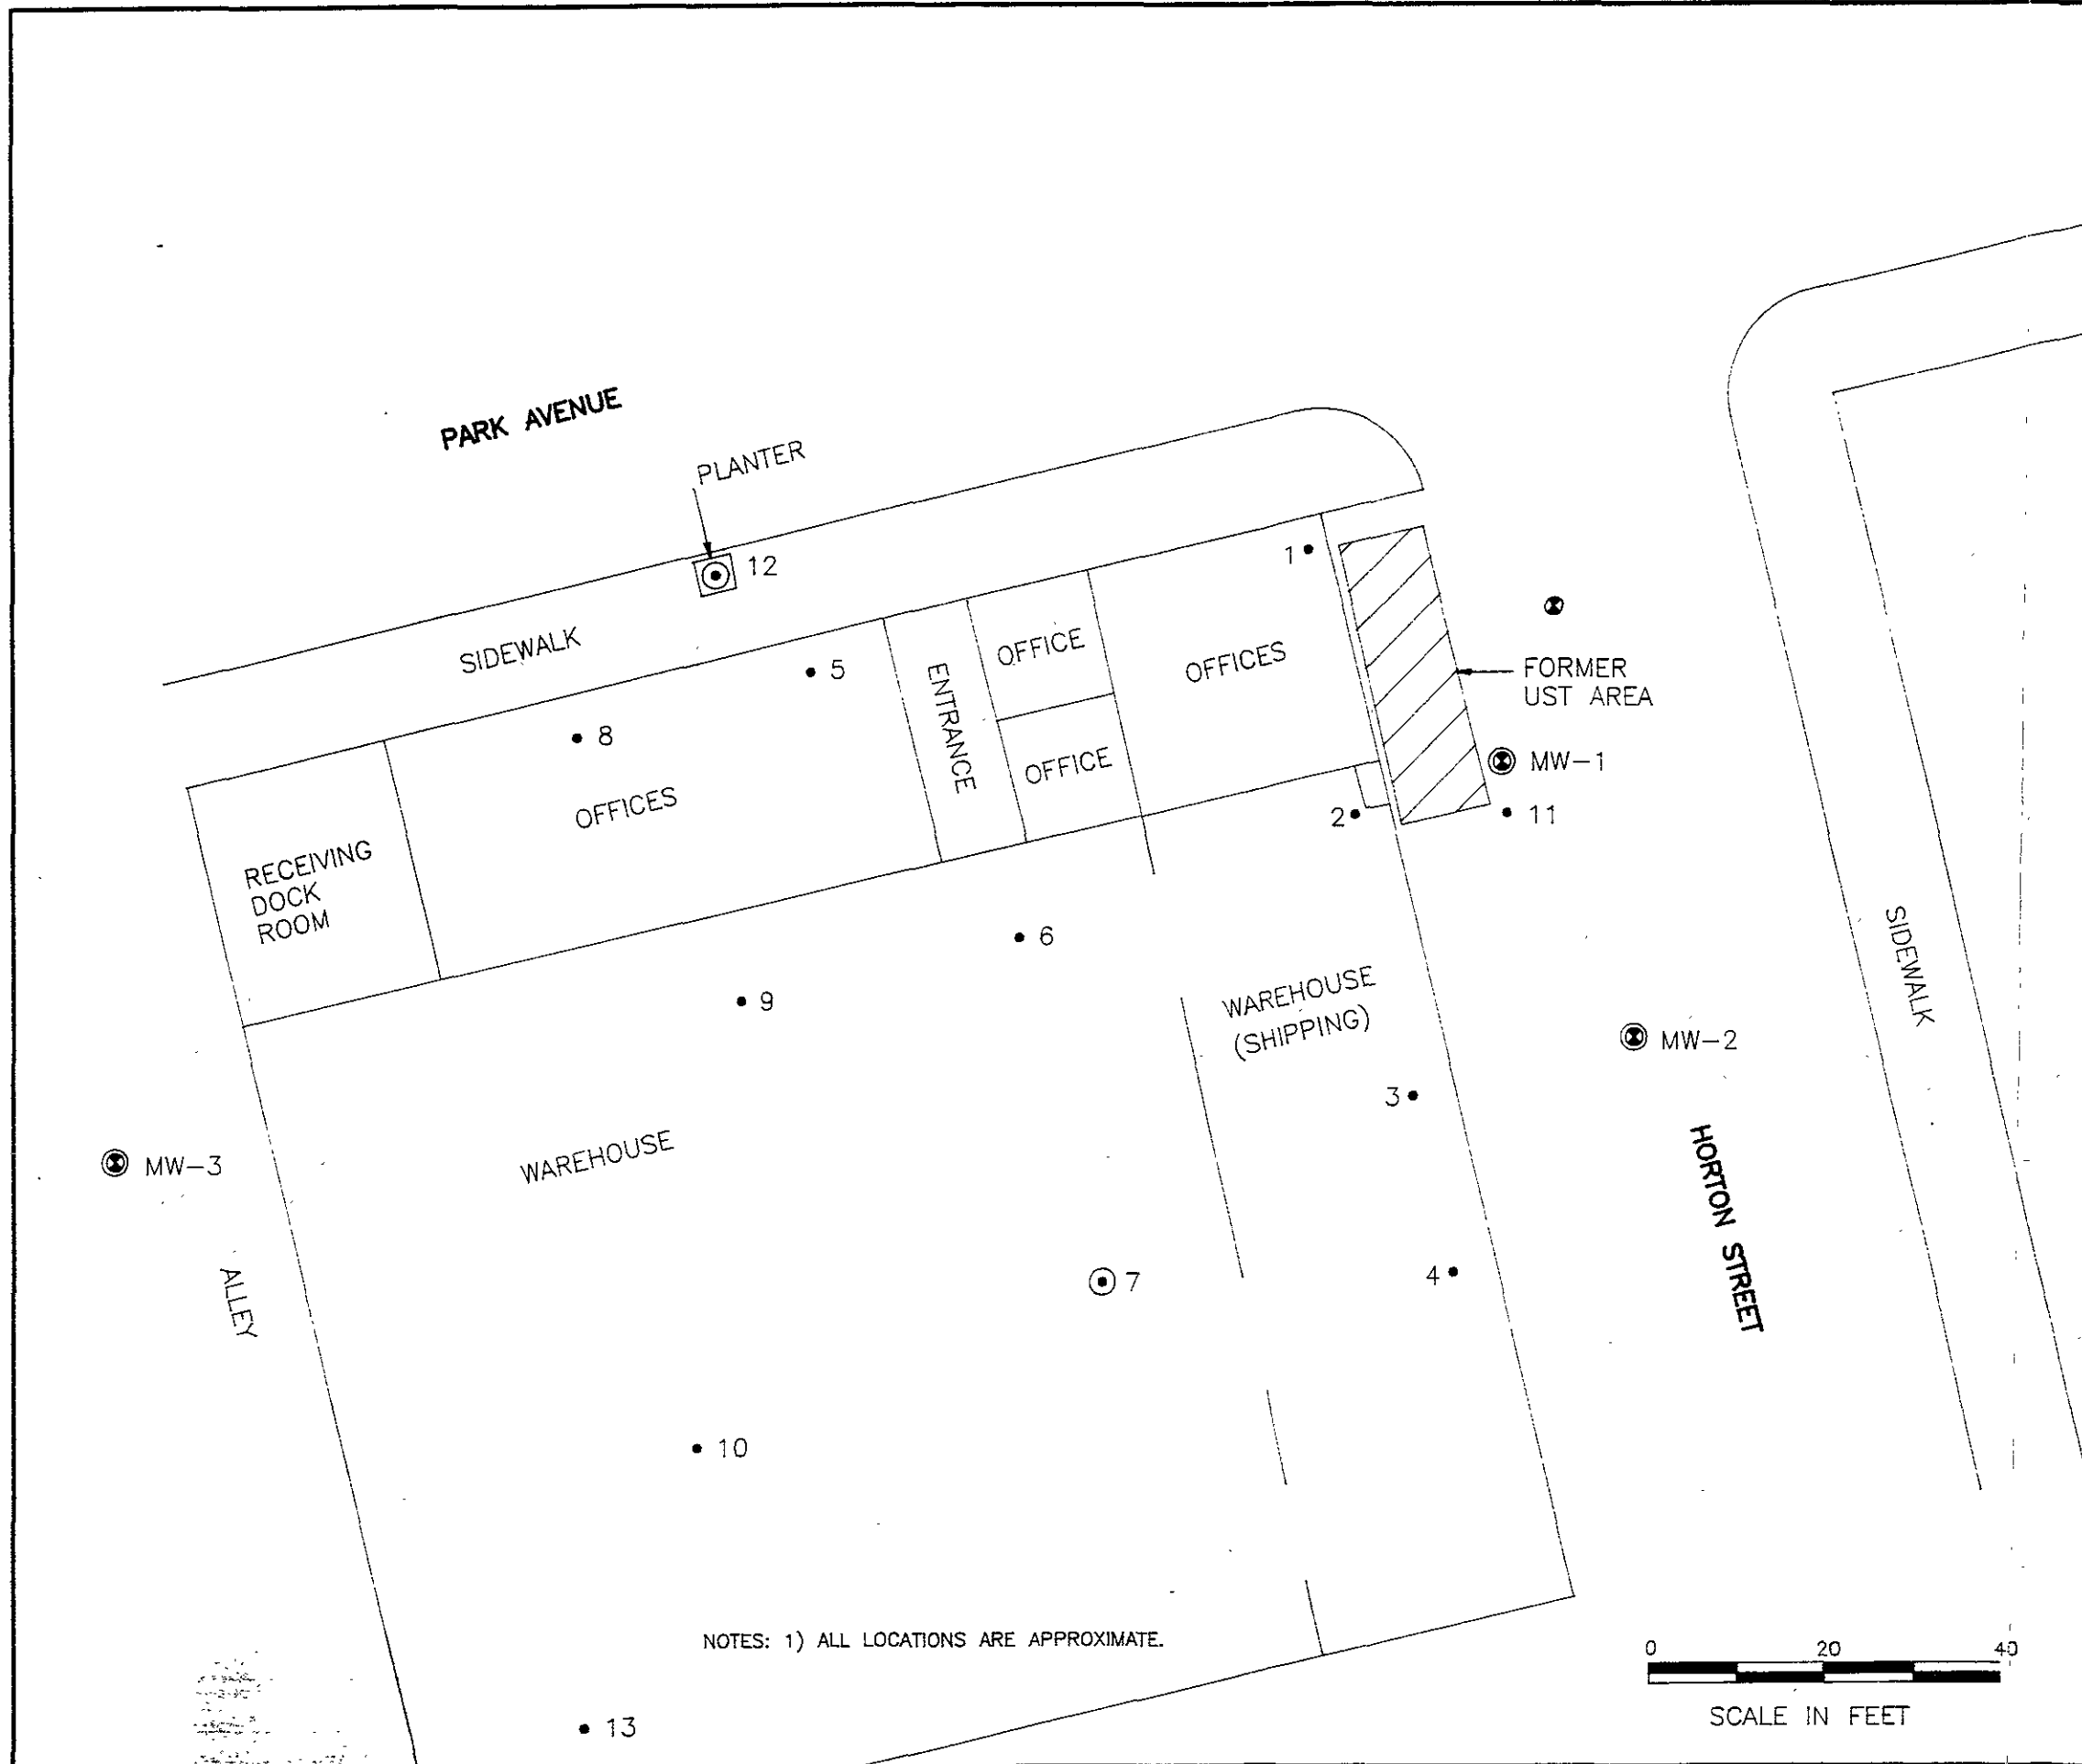 PARK AVENUE
PLANTER
12
SIDEWALK
1
5
8
OFFICE
OFFICES
ENTRANCE
OFFICE
OFFICES
FORMER
UST AREA
MW-1
2
11
RECEIVING
DOCK
ROOM
6
9
WAREHOUSE
(SHIPPING)
SIDEWALK
MW-2
3
MW-3
WAREHOUSE
HORTON STREET
ALLEY
7
4
10
NOTES: 1) ALL LOCATIONS ARE APPROXIMATE.
0 20 40
SCALE IN FEET
13